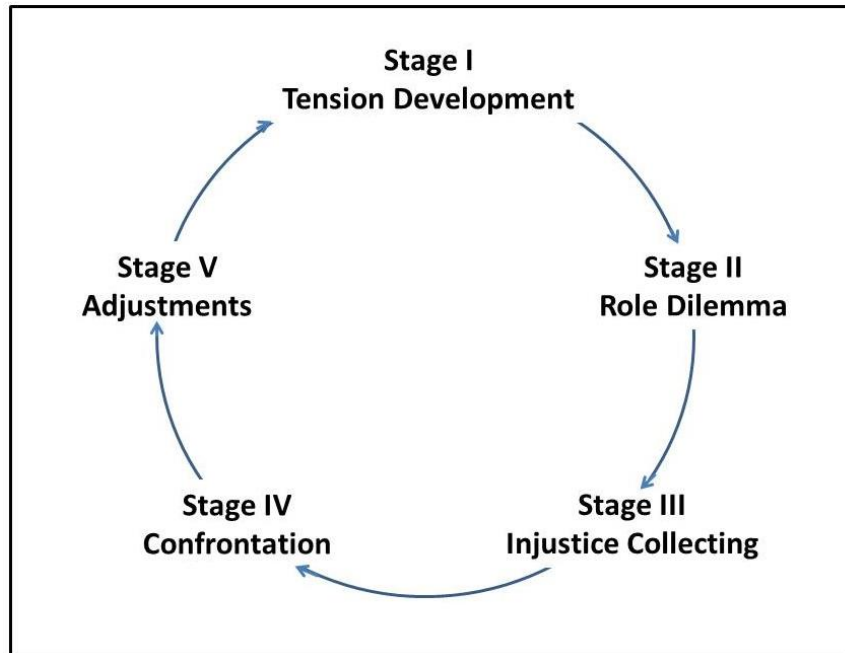 Stage I
Tension Development
Stage II
Role Dilemma
Stage III
Injustice Collecting
Stage IV
Confrontation
Stage V
Adjustments